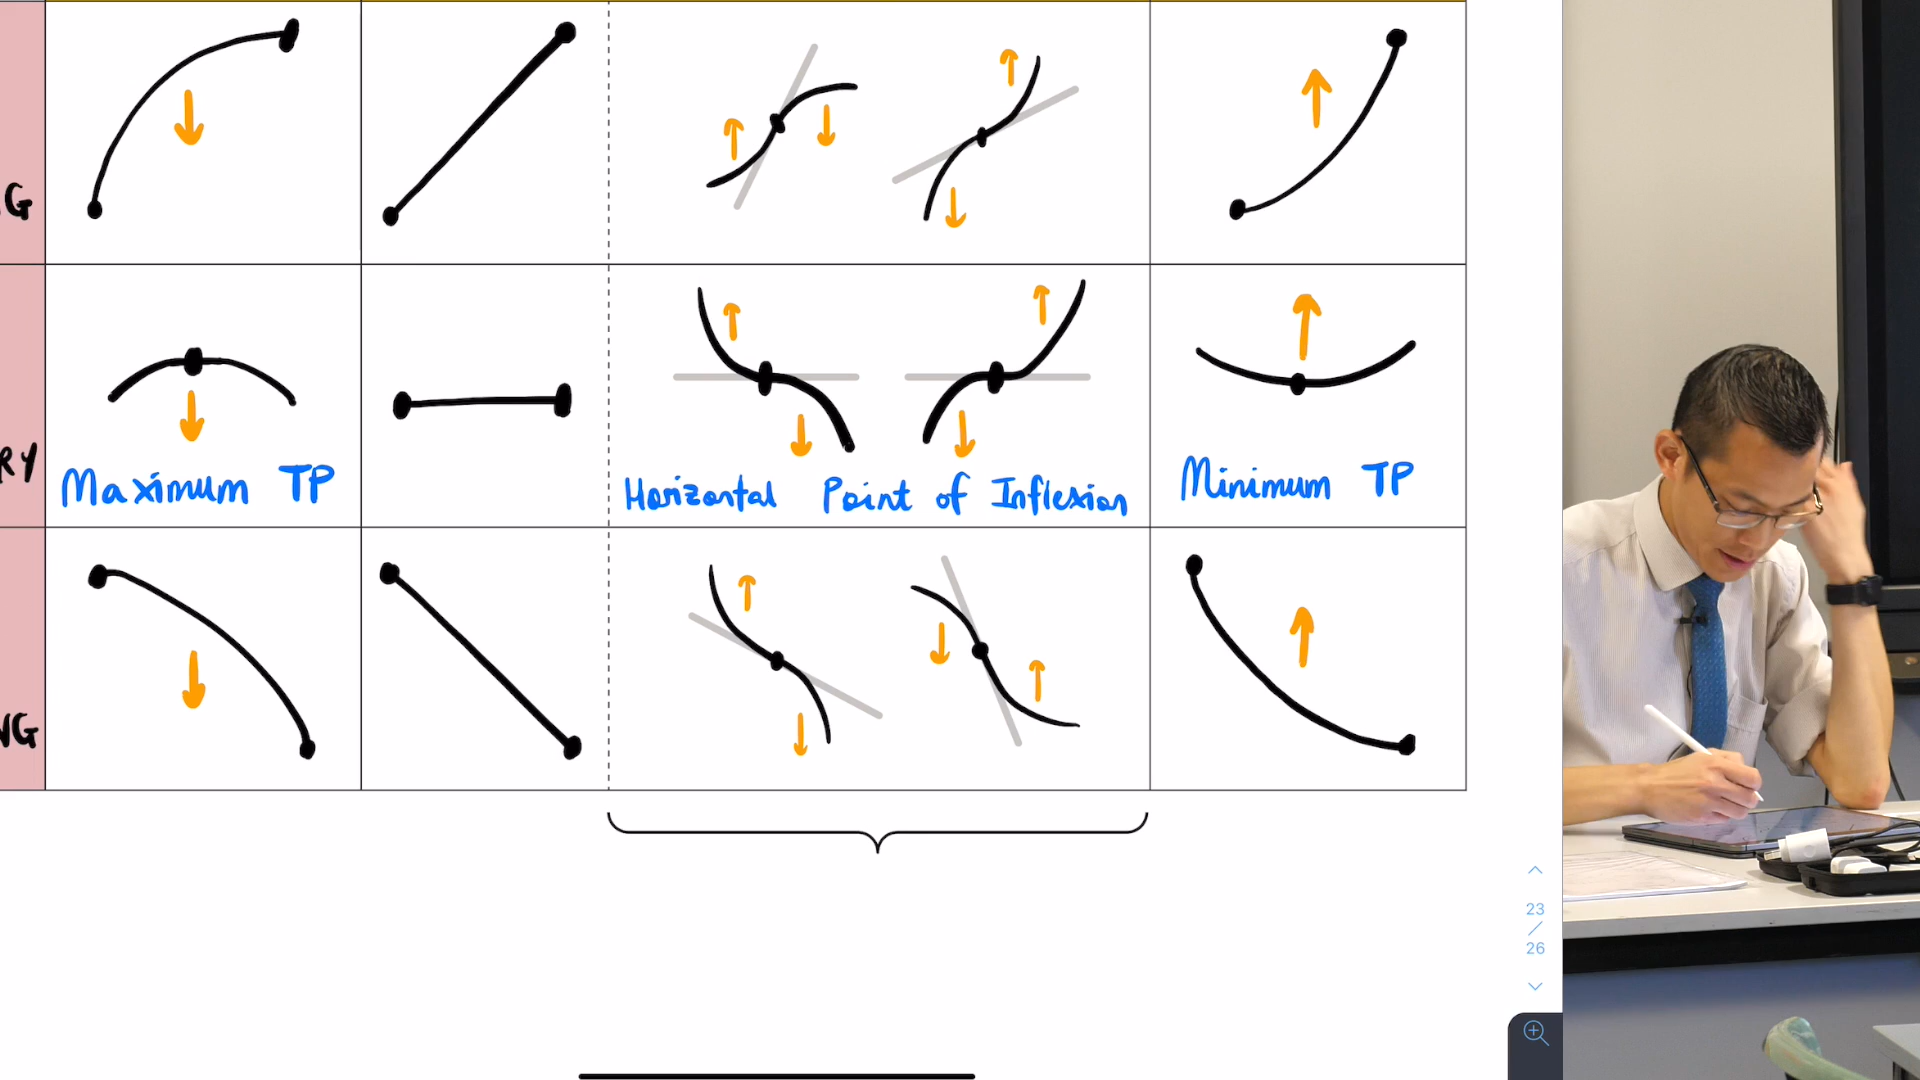 G
RY
Maximum TP
Horizontal Point of Inflexion
Minimum TP
NG
23
/
26